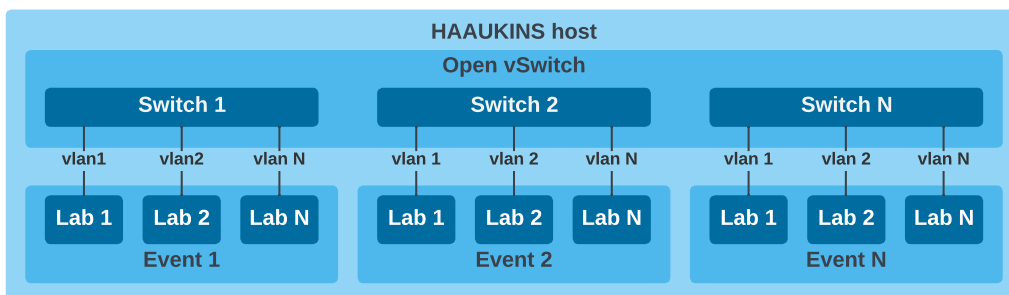 HAAUKINS host
Open vSwitch
Switch 1 Switch 2 Switch N
vlan1 vlan2 vlan N vlan 1 vlan 2 vlan N vlan 1 vlan 2 vlan N
Lab 1 Lab 2 Lab N Lab 1 Lab 2 Lab N Lab 1 Lab 2 Lab N
Event 1 Event 2 Event N